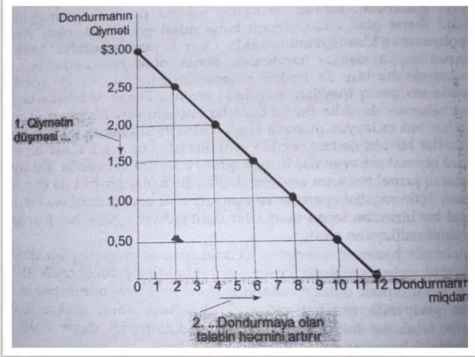 Dondurmanın
Qiyməti
$3,00
2,50
1. Qiymətin
düşməsi ...
2,00
1,50
1,00
0,50
0 1 2 3 4 5 6 7 8 9 10 11 12 Dondurmanın
miqdar
2. ...Dondurmaya olan
tələbin həcmini artırır